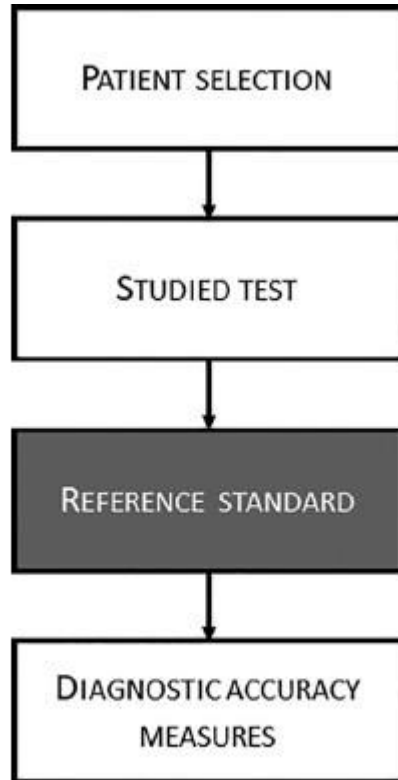 PATIENT SELECTION
STUDIED TEST
REFERENCE STANDARD
DIAGNOSTIC ACCURACY
MEASURES